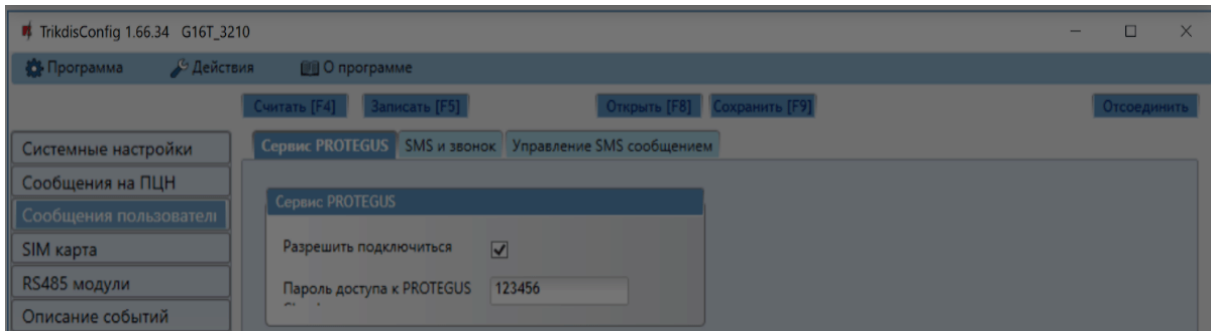 TrikdisConfig 1.66.34 G16T_3210
Программа Действия О программе
Считать [F4] Записать [F5] Открыть [F8] Сохранить [F9] Отсоединить
Системные настройки
Сообщения на ПЦН
Сообщения пользовател
SIM карта
RS485 модули
Описание событий
Сервис PROTEGUS SMS и звонок Управление SMS сообщением
Сервис PROTEGUS
Разрешить подключиться
Пароль доступа к PROTEGUS 123456